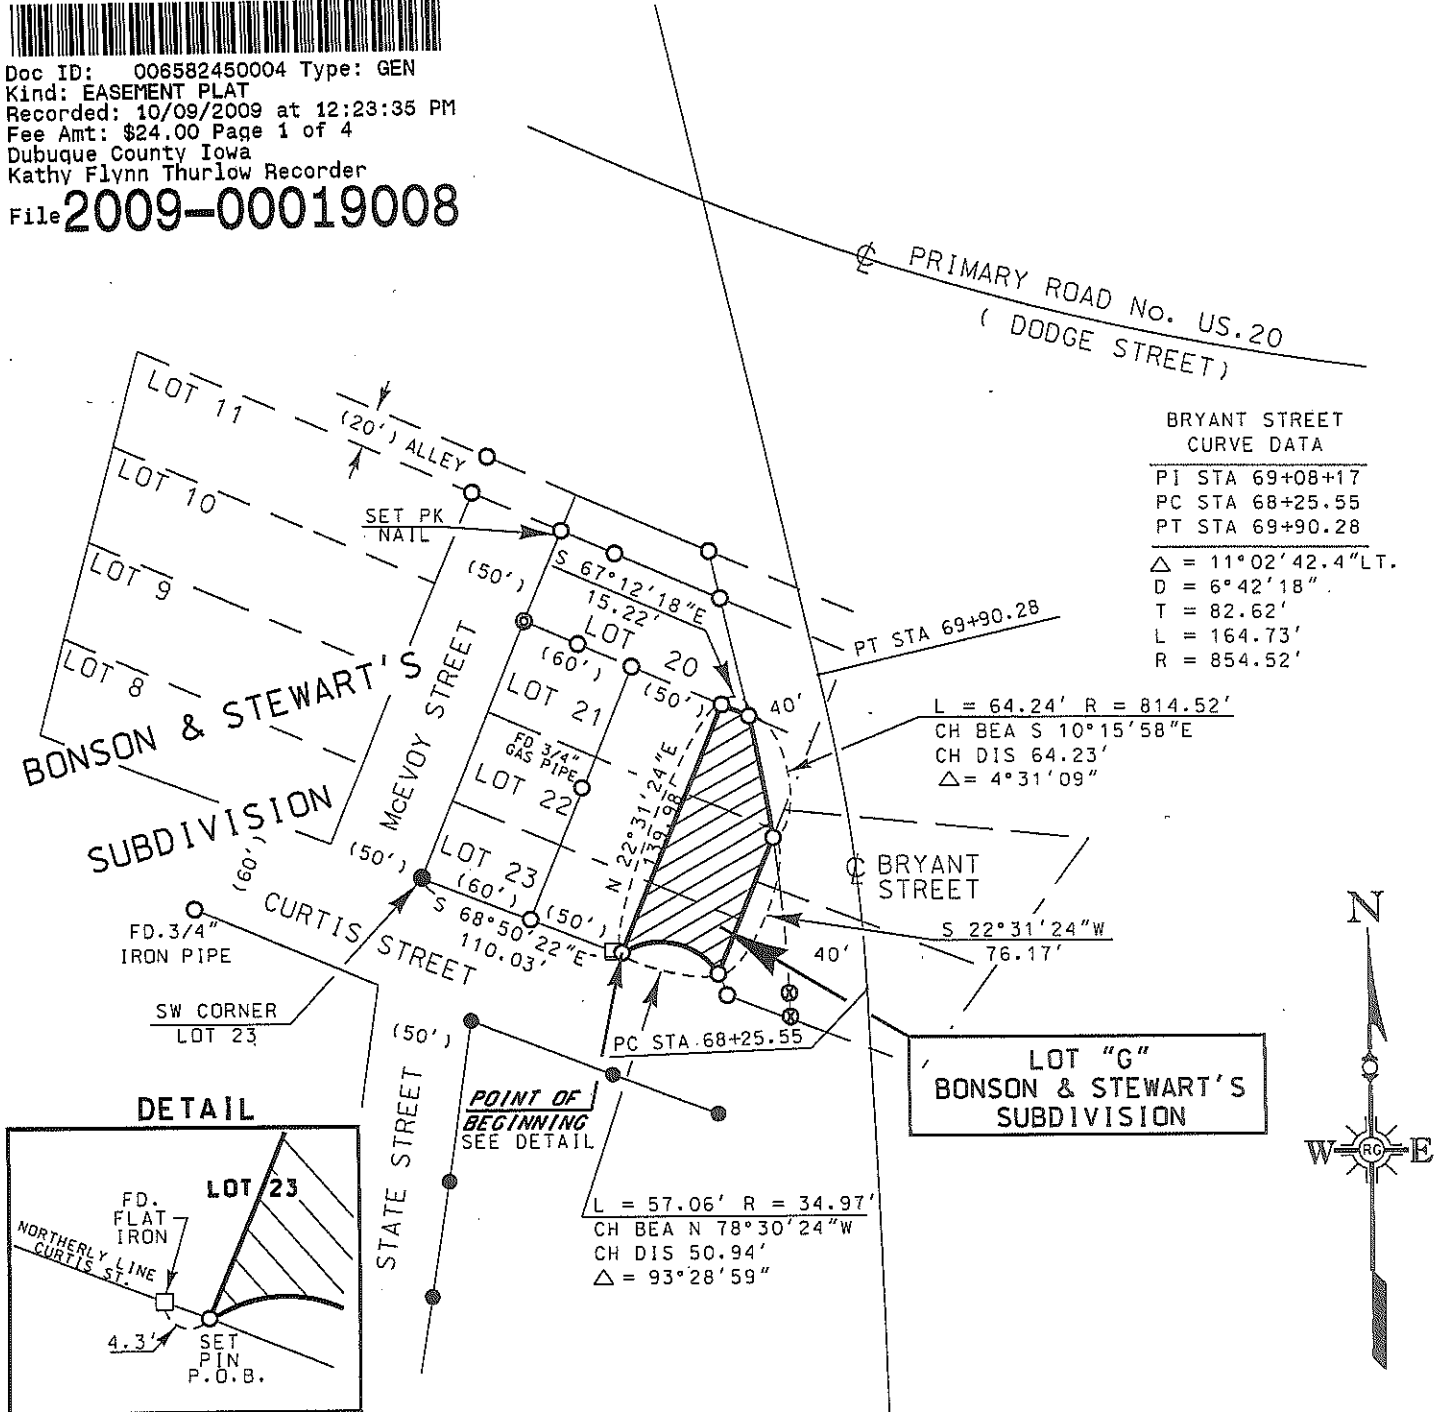 Doc ID: 006582450004 Type: GEN
Kind: EASEMENT PLAT
Recorded: 10/09/2009 at 12:23:35 PM
Fee Amt: $24.00 Page 1 of 4
Dubuque County Iowa
Kathy Flynn Thurlow Recorder
File 2009-00019008
℄ PRIMARY ROAD No. US.20
( DODGE STREET)
BRYANT STREET
CURVE DATA
PI STA 69+08+17
PC STA 68+25.55
PT STA 69+90.28
△ = 11°02'42.4"LT.
D = 6°42'18"
T = 82.62'
L = 164.73'
R = 854.52'
LOT 11
(20') ALLEY
LOT 10
SET PK
NAIL
LOT 9
(50')
S 67°12'18"E
15.22'
LOT 20
PT STA 69+90.28
LOT 8
(60')
(50')
40'
LOT 21
BONSON & STEWART'S
SUBDIVISION
McEVOY STREET
FD 3/4"
GAS PIPE
LOT 22
N 22°31'24"E
139.98'
L = 64.24' R = 814.52'
CH BEA S 10°15'58"E
CH DIS 64.23'
△= 4°31'09"
(60')
(50')
LOT 23
(60')
(50')
℄ BRYANT
STREET
CURTIS STREET
S 68°50'22"E
110.03'
FD.3/4"
IRON PIPE
40'
S 22°31'24"W
76.17'
SW CORNER
LOT 23
(50')
PC STA 68+25.55
LOT "G"
BONSON & STEWART'S
SUBDIVISION
N
W
RG
E
STATE STREET
POINT OF
BEGINNING
SEE DETAIL
L = 57.06' R = 34.97'
CH BEA N 78°30'24"W
CH DIS 50.94'
△ = 93°28'59"
DETAIL
LOT 23
FD.
FLAT
IRON
NORTHERLY LINE
CURTIS ST.
4.3'
SET
PIN
P.O.B.